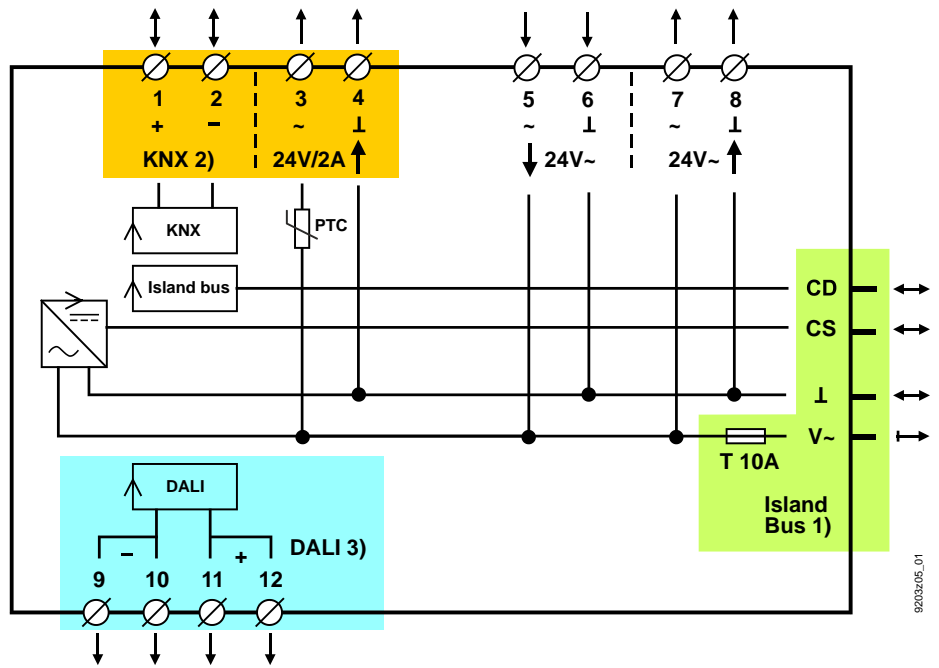 1 2 3 4 5 6 7 8
+ − ~ ⊥ ~ ⊥ ~ ⊥
KNX 2) 24V/2A 24V~ 24V~
KNX
PTC
Island bus
CD
CS
⊥
V~
T 10A
Island
Bus 1)
DALI
DALI 3)
− +
9 10 11 12
9203z05_01